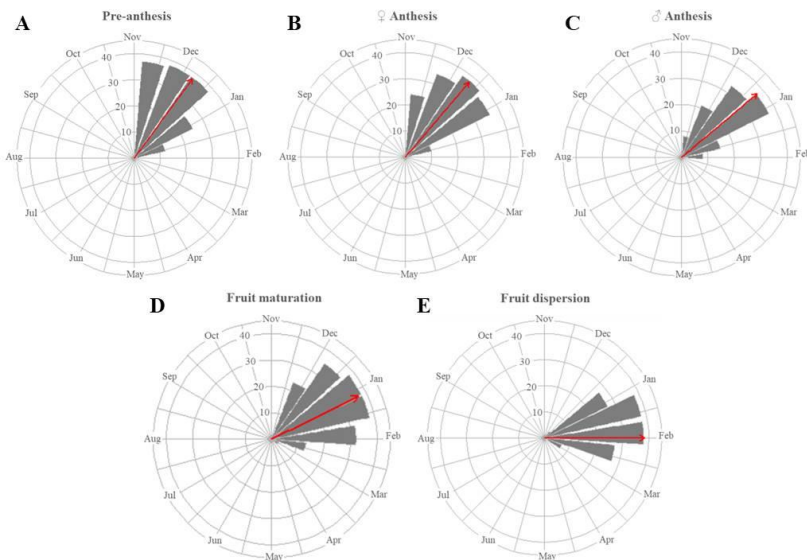 A
Pre-anthesis
Nov
Dec
Jan
Feb
Mar
Apr
May
Jun
Jul
Aug
Sep
Oct
40
30
20
10
B
♀ Anthesis
Nov
Dec
Jan
Feb
Mar
Apr
May
Jun
Jul
Aug
Sep
Oct
40
30
20
10
C
♂ Anthesis
Nov
Dec
Jan
Feb
Mar
Apr
May
Jun
Jul
Aug
Sep
Oct
40
30
20
10
D
Fruit maturation
Nov
Dec
Jan
Feb
Mar
Apr
May
Jun
Jul
Aug
Sep
Oct
40
30
20
10
E
Fruit dispersion
Nov
Dec
Jan
Feb
Mar
Apr
May
Jun
Jul
Aug
Sep
Oct
40
30
20
10